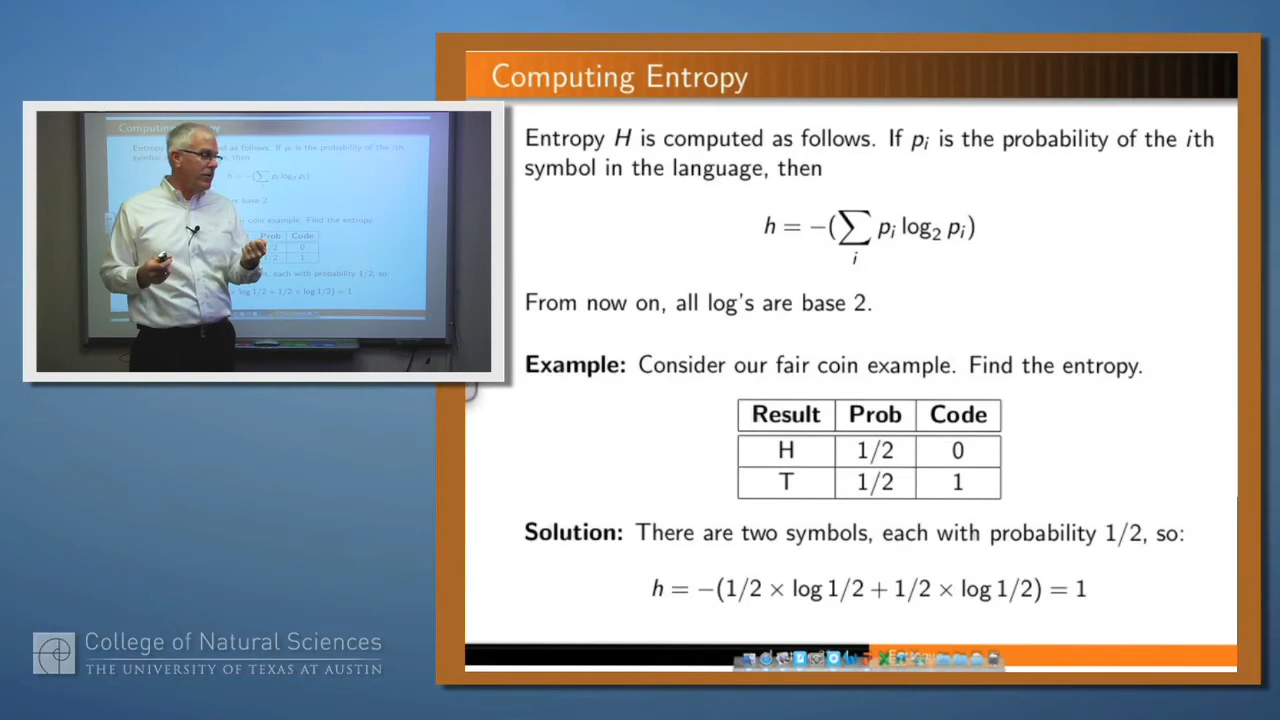 Computing Entropy
Entropy H is computed as follows. If pᵢ is the probability of the ith
symbol in the language, then
h = −(∑ᵢ pᵢ log₂ pᵢ)
From now on, all log's are base 2.
Example: Consider our fair coin example. Find the entropy.
Result Prob Code
H 1/2 0
T 1/2 1
Solution: There are two symbols, each with probability 1/2, so:
h = −(1/2 × log 1/2 + 1/2 × log 1/2) = 1
College of Natural Sciences
THE UNIVERSITY OF TEXAS AT AUSTIN